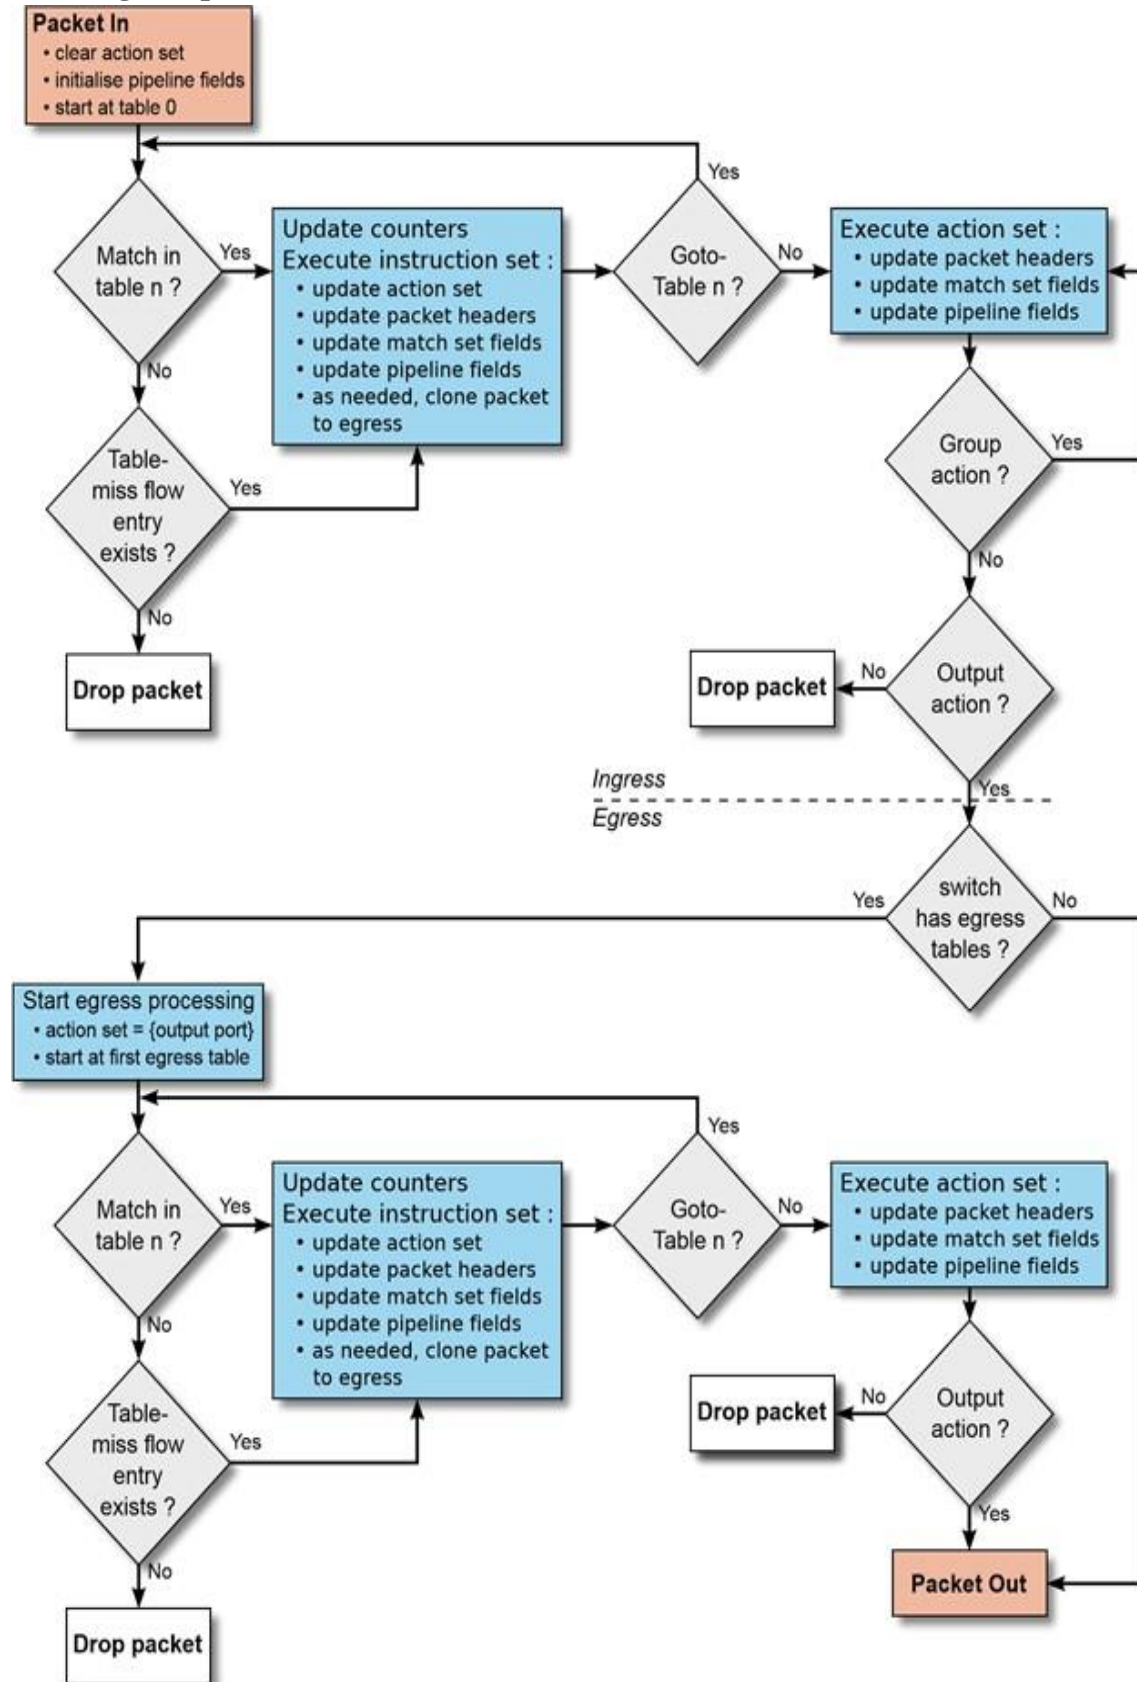 Packet In
• clear action set
• initialise pipeline fields
• start at table 0
Match in
table n ?
Yes
No
Update counters
Execute instruction set :
• update action set
• update packet headers
• update match set fields
• update pipeline fields
• as needed, clone packet
to egress
Goto-
Table n ?
Yes
No
Execute action set :
• update packet headers
• update match set fields
• update pipeline fields
Table-
miss flow
entry
exists ?
Yes
No
Drop packet
Group
action ?
Yes
No
Output
action ?
No
Drop packet
Yes
Ingress
Egress
switch
has egress
tables ?
Yes
No
Start egress processing
• action set = {output port}
• start at first egress table
Match in
table n ?
Yes
No
Update counters
Execute instruction set :
• update action set
• update packet headers
• update match set fields
• update pipeline fields
• as needed, clone packet
to egress
Goto-
Table n ?
Yes
No
Execute action set :
• update packet headers
• update match set fields
• update pipeline fields
Table-
miss flow
entry
exists ?
Yes
No
Drop packet
Output
action ?
No
Drop packet
Yes
Packet Out